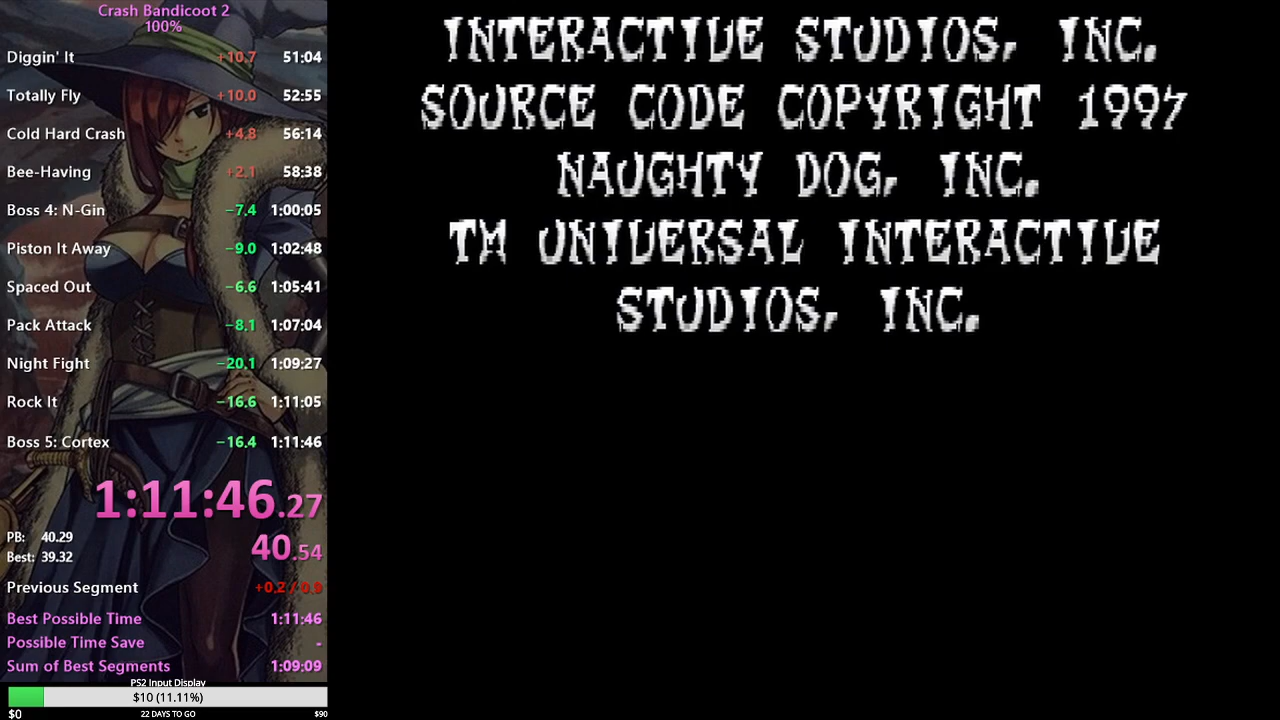 Crash Bandicoot 2
100%
Diggin' It +10.7 51:04
Totally Fly +10.0 52:55
Cold Hard Crash +4.8 56:14
Bee-Having +2.1 58:38
Boss 4: N-Gin −7.4 1:00:05
Piston It Away −9.0 1:02:48
Spaced Out −6.6 1:05:41
Pack Attack −8.1 1:07:04
Night Fight −20.1 1:09:27
Rock It −16.6 1:11:05
Boss 5: Cortex −16.4 1:11:46
1:11:46.27
PB: 40.29
Best: 39.32
40.54
Previous Segment +0.2 / 0.9
Best Possible Time 1:11:46
Possible Time Save -
Sum of Best Segments 1:09:09
PS2 Input Display
$10 (11.11%)
$0 22 DAYS TO GO $90
INTERACTIVE STUDIOS, INC.
SOURCE CODE COPYRIGHT 1997
NAUGHTY DOG, INC.
TM UNIVERSAL INTERACTIVE
STUDIOS, INC.